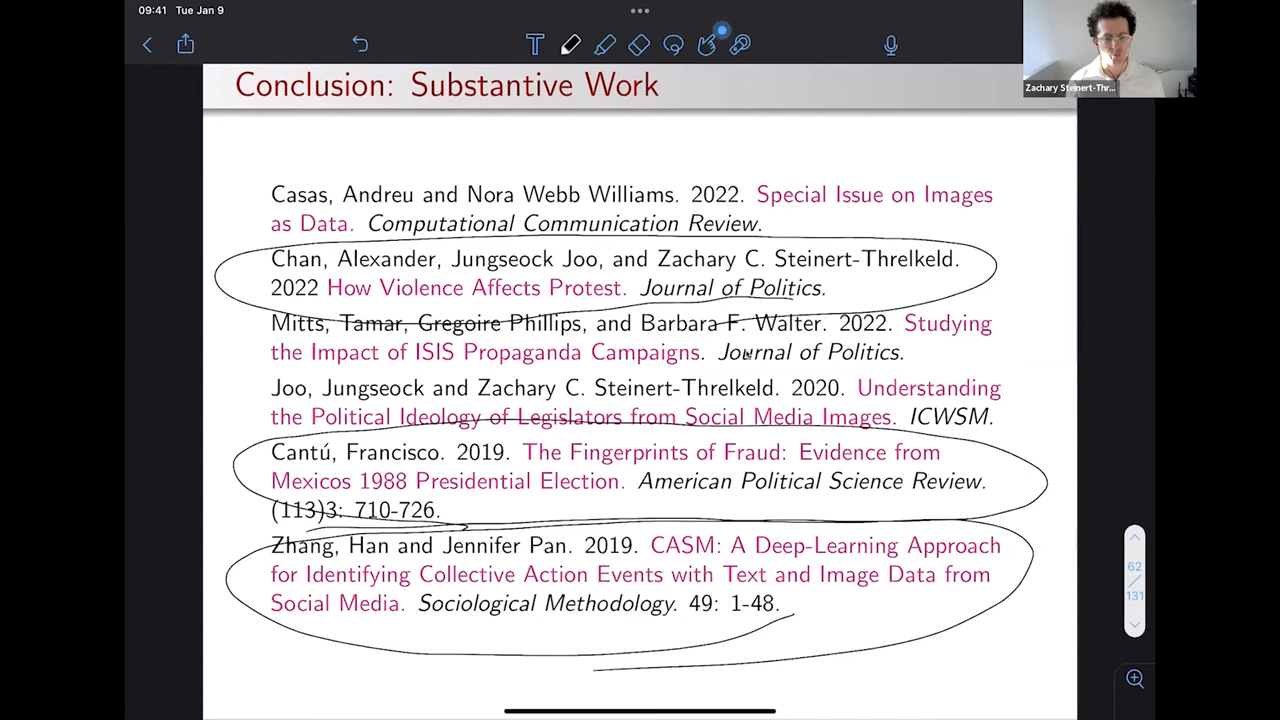 09:41 Tue Jan 9
Conclusion: Substantive Work
Zachary Steinert-Thr...
Casas, Andreu and Nora Webb Williams. 2022. Special Issue on Images
as Data. Computational Communication Review.
Chan, Alexander, Jungseock Joo, and Zachary C. Steinert-Threlkeld.
2022 How Violence Affects Protest. Journal of Politics.
Mitts, Tamar, Gregoire Phillips, and Barbara F. Walter. 2022. Studying
the Impact of ISIS Propaganda Campaigns. Journal of Politics.
Joo, Jungseock and Zachary C. Steinert-Threlkeld. 2020. Understanding
the Political Ideology of Legislators from Social Media Images. ICWSM.
Cantú, Francisco. 2019. The Fingerprints of Fraud: Evidence from
Mexicos 1988 Presidential Election. American Political Science Review.
(113)3: 710-726.
Zhang, Han and Jennifer Pan. 2019. CASM: A Deep-Learning Approach
for Identifying Collective Action Events with Text and Image Data from
Social Media. Sociological Methodology. 49: 1-48.
62
/
131